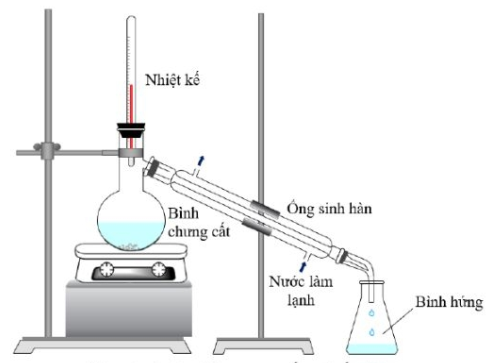 Nhiệt kế
Bình
chưng cất
Ống sinh hàn
Nước làm
lạnh
Bình hứng